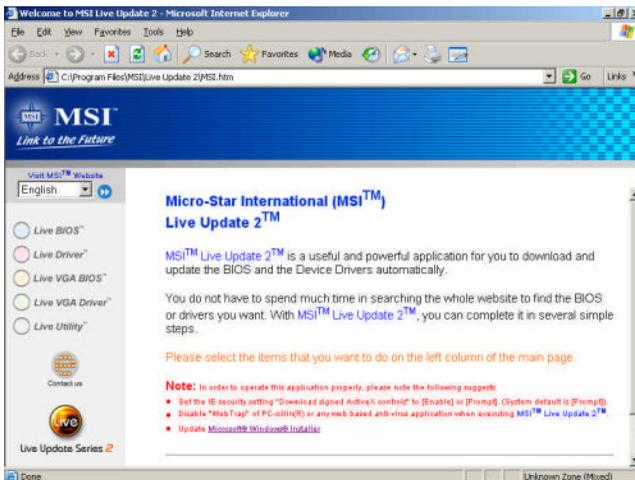 Welcome to MSI Live Update 2 - Microsoft Internet Explorer
File Edit View Favorites Tools Help
Back Search Favorites Media
Address C:\Program Files\MSI\Live Update 2\MSI.htm Go Links
MSI™
Link to the Future
Visit MSI™ Website
English
Live BIOS™
Live Driver™
Live VGA BIOS™
Live VGA Driver™
Live Utility™
Contact us
Live
Live Update Series 2
Micro-Star International (MSI™)
Live Update 2™
MSI™ Live Update 2™ is a useful and powerful application for you to download and
update the BIOS and the Device Drivers automatically.
You do not have to spend much time in searching the whole website to find the BIOS
or drivers you want. With MSI™ Live Update 2™, you can complete it in several simple
steps.
Please select the items that you want to do on the left column of the main page.
Note: In order to operate this application properly, please note the following suggests.
• Set the IE security setting "Download signed ActiveX controls" to [Enable] or [Prompt]. (System default is [Prompt]).
• Disable "WebTrap" of PC-cillin(R) or any web based anti-virus application when executing MSI™ Live Update 2™.
• Update Microsoft® Windows® Installer
Done Unknown Zone (Mixed)